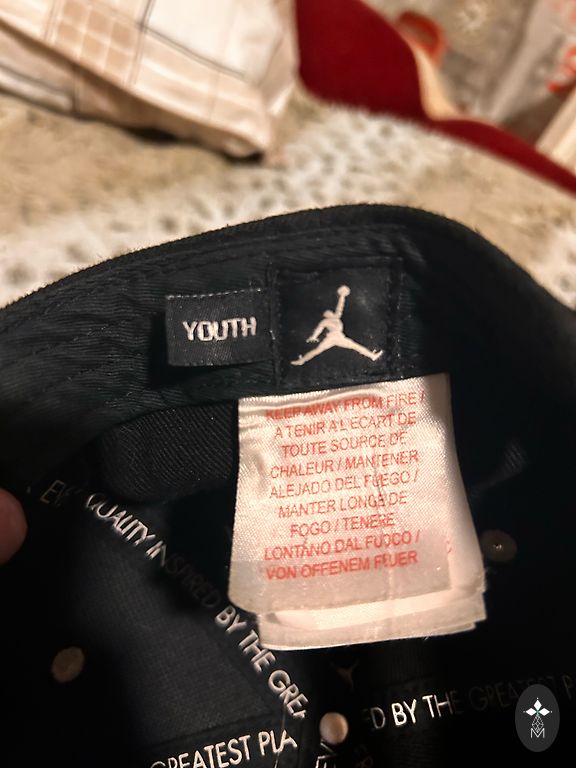 YOUTH
KEEP AWAY FROM FIRE /
A TENIR A L'ECART DE
TOUTE SOURCE DE
CHALEUR / MANTENER
ALEJADO DEL FUEGO /
MANTER LONGE DE
FOGO / TENERE
LONTANO DAL FUOCO /
VON OFFENEM FEUER
QUALITY INSPIRED BY THE GREA
ED BY THE GREATEST P
GREATEST PLA
M